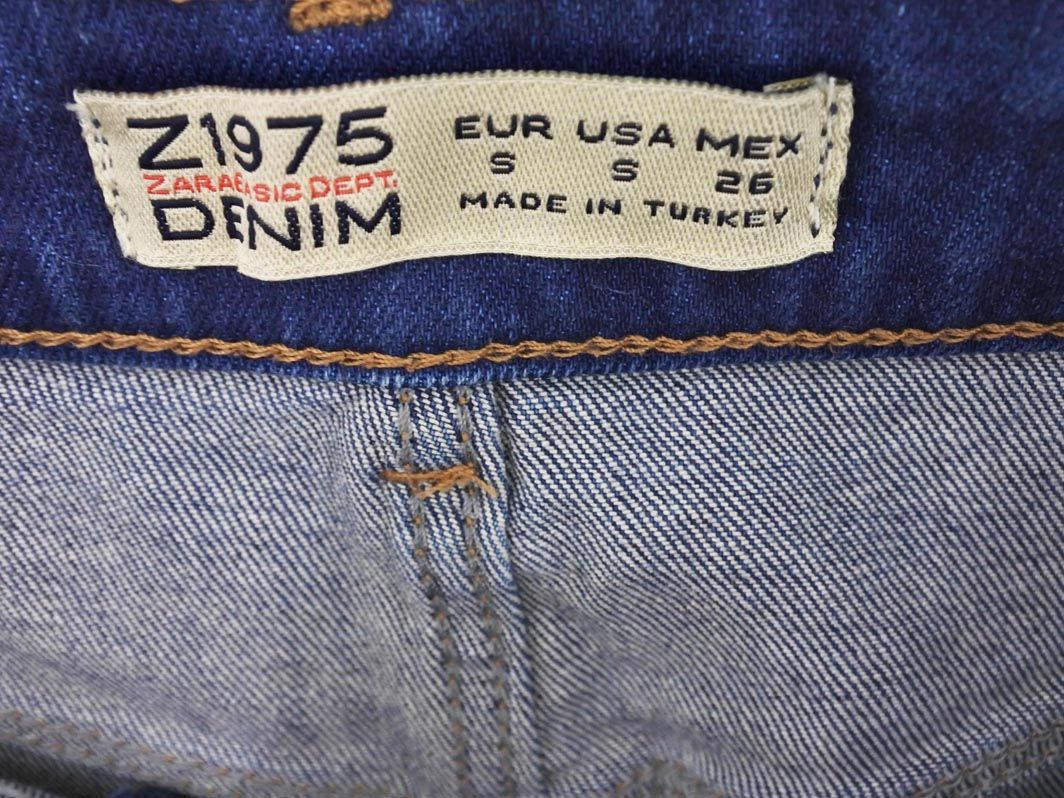 Z1975
ZARA BASIC DEPT.
DENIM
EUR USA MEX
S S 26
MADE IN TURKEY